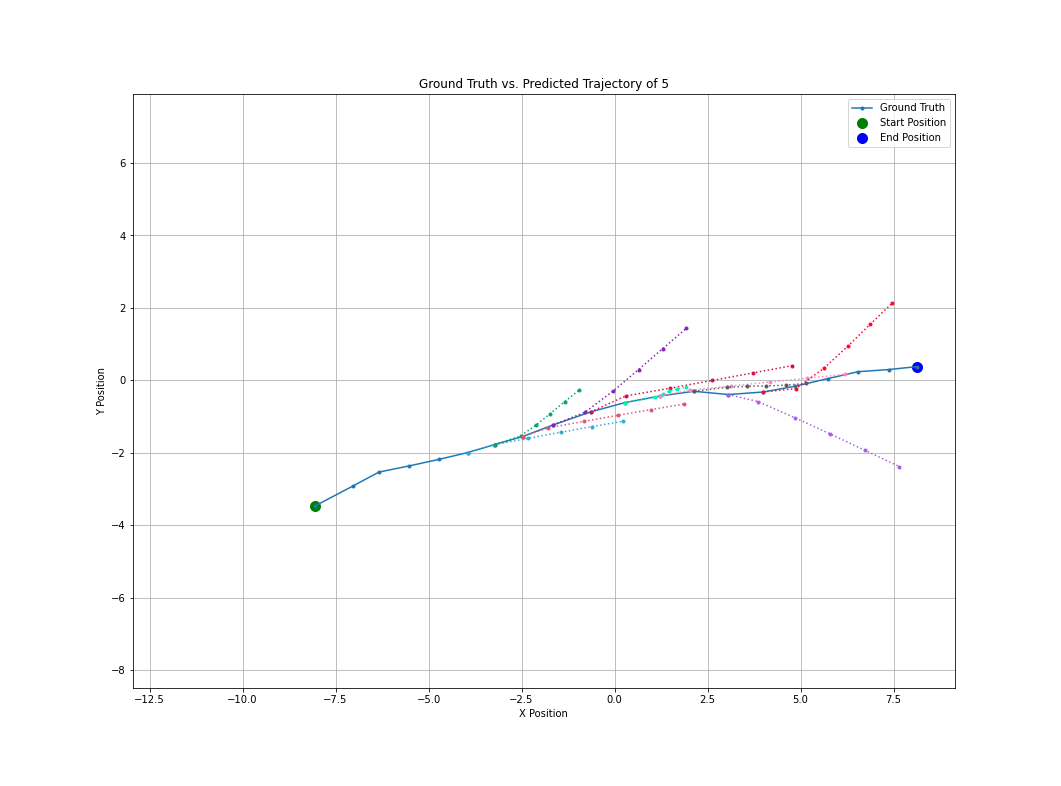 Ground Truth vs. Predicted Trajectory of 5
Ground Truth
Start Position
End Position
6
4
2
0
−2
−4
−6
−8
Y Position
−12.5 −10.0 −7.5 −5.0 −2.5 0.0 2.5 5.0 7.5
X Position